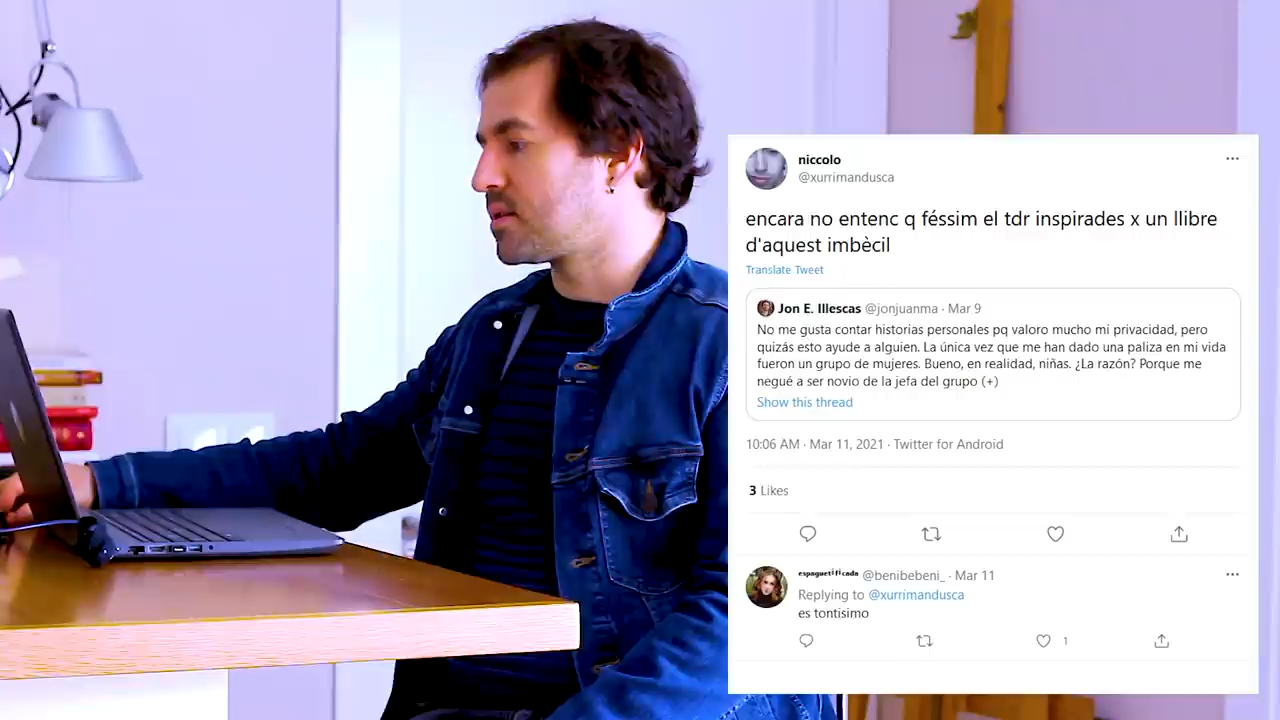 niccolo
@xurrimandusca
encara no entenc q féssim el tdr inspirades x un llibre
d'aquest imbècil
Translate Tweet
Jon E. Illescas @jonjuanma · Mar 9
No me gusta contar historias personales pq valoro mucho mi privacidad, pero
quizás esto ayude a alguien. La única vez que me han dado una paliza en mi vida
fueron un grupo de mujeres. Bueno, en realidad, niñas. ¿La razón? Porque me
negué a ser novio de la jefa del grupo (+)
Show this thread
10:06 AM · Mar 11, 2021 · Twitter for Android
3 Likes
espaguetificada @benibebeni_ · Mar 11
Replying to @xurrimandusca
es tontisimo
1